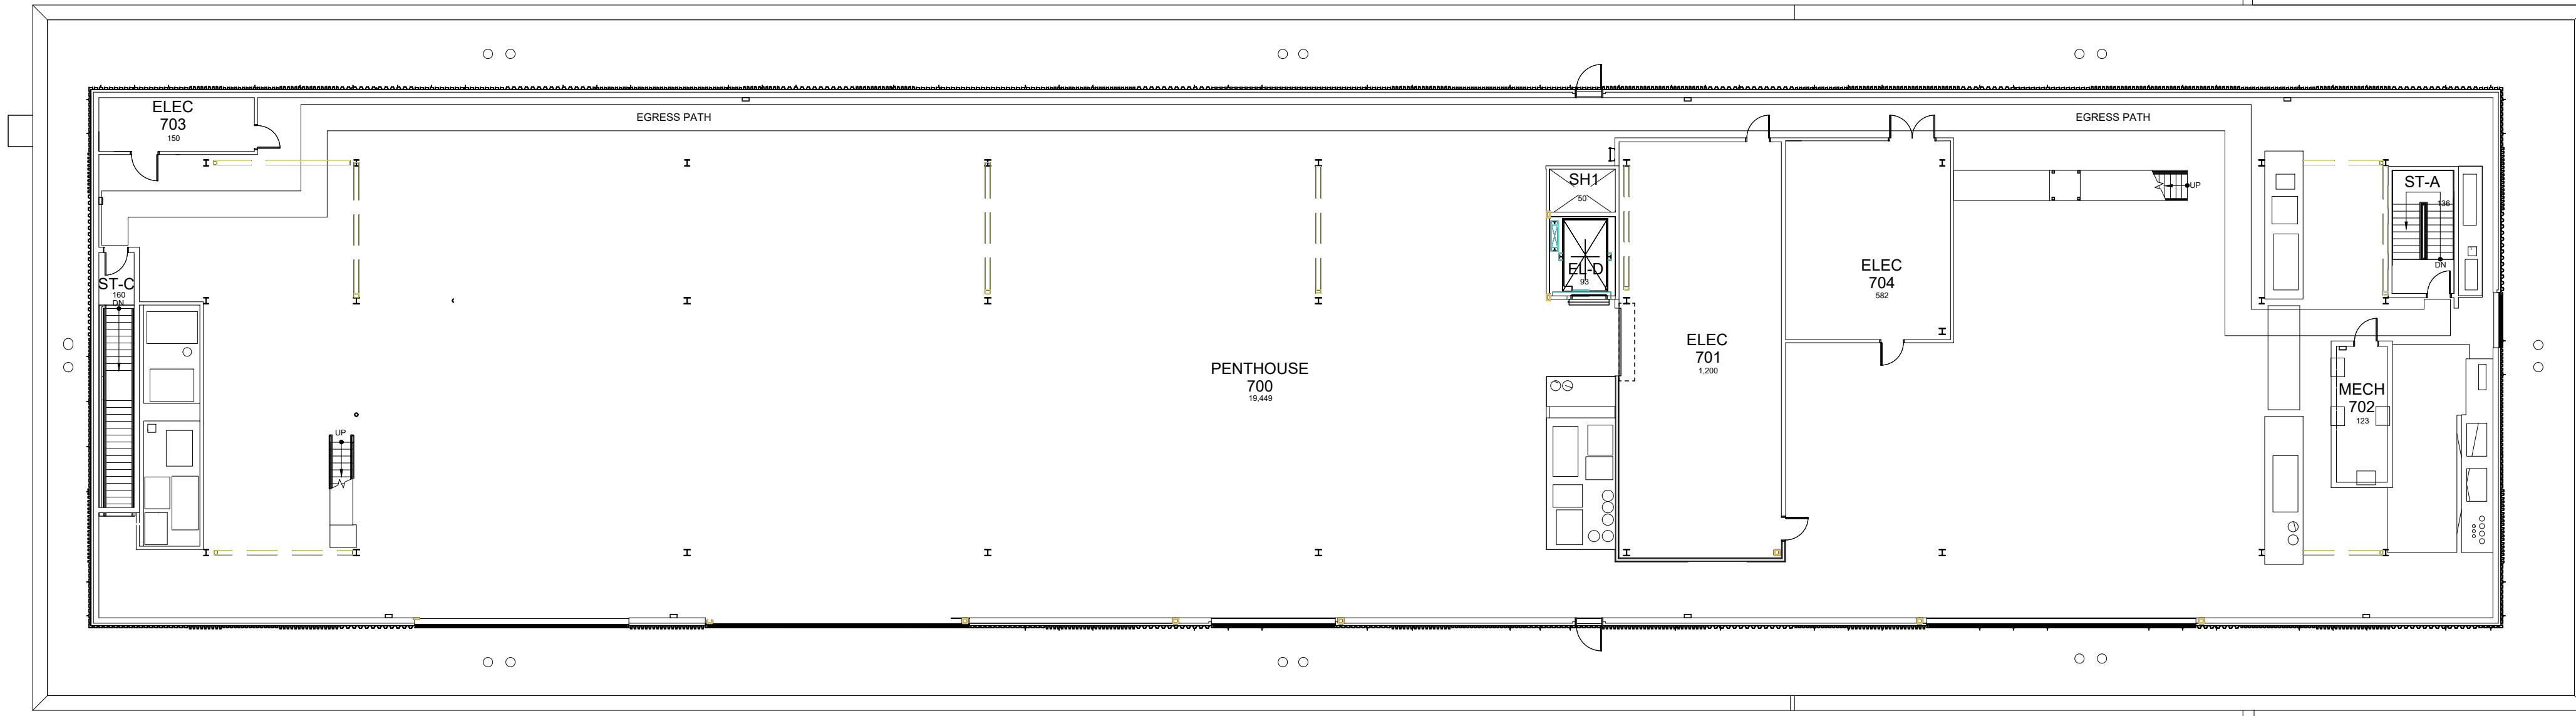 ELEC
703
150
EGRESS PATH
EGRESS PATH
SH1
50
EL-D
93
ELEC
704
582
UP
ST-A
136
DN
ST-C
160
DN
ELEC
701
1,200
PENTHOUSE
700
19,449
MECH
702
123
UP